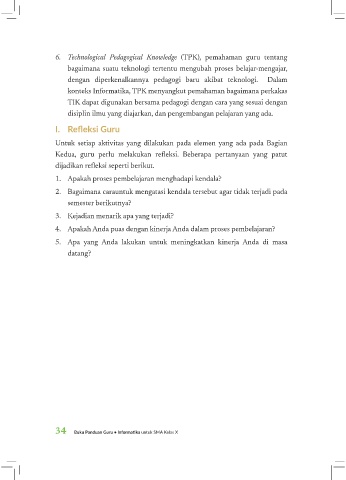 6. Technological Pedagogical Knowledge (TPK), pemahaman guru tentang
bagaimana suatu teknologi tertentu mengubah proses belajar-mengajar,
dengan diperkenalkannya pedagogi baru akibat teknologi. Dalam
konteks Informatika, TPK menyangkut pemahaman bagaimana perkakas
TIK dapat digunakan bersama pedagogi dengan cara yang sesuai dengan
disiplin ilmu yang diajarkan, dan pengembangan pelajaran yang ada.
I. Refleksi Guru
Untuk setiap aktivitas yang dilakukan pada elemen yang ada pada Bagian
Kedua, guru perlu melakukan refleksi. Beberapa pertanyaan yang patut
dijadikan refleksi seperti berikut.
1. Apakah proses pembelajaran menghadapi kendala?
2. Bagaimana carauntuk mengatasi kendala tersebut agar tidak terjadi pada
semester berikutnya?
3. Kejadian menarik apa yang terjadi?
4. Apakah Anda puas dengan kinerja Anda dalam proses pembelajaran?
5. Apa yang Anda lakukan untuk meningkatkan kinerja Anda di masa
datang?
34 Buku Panduan Guru • Informatika untuk SMA Kelas X